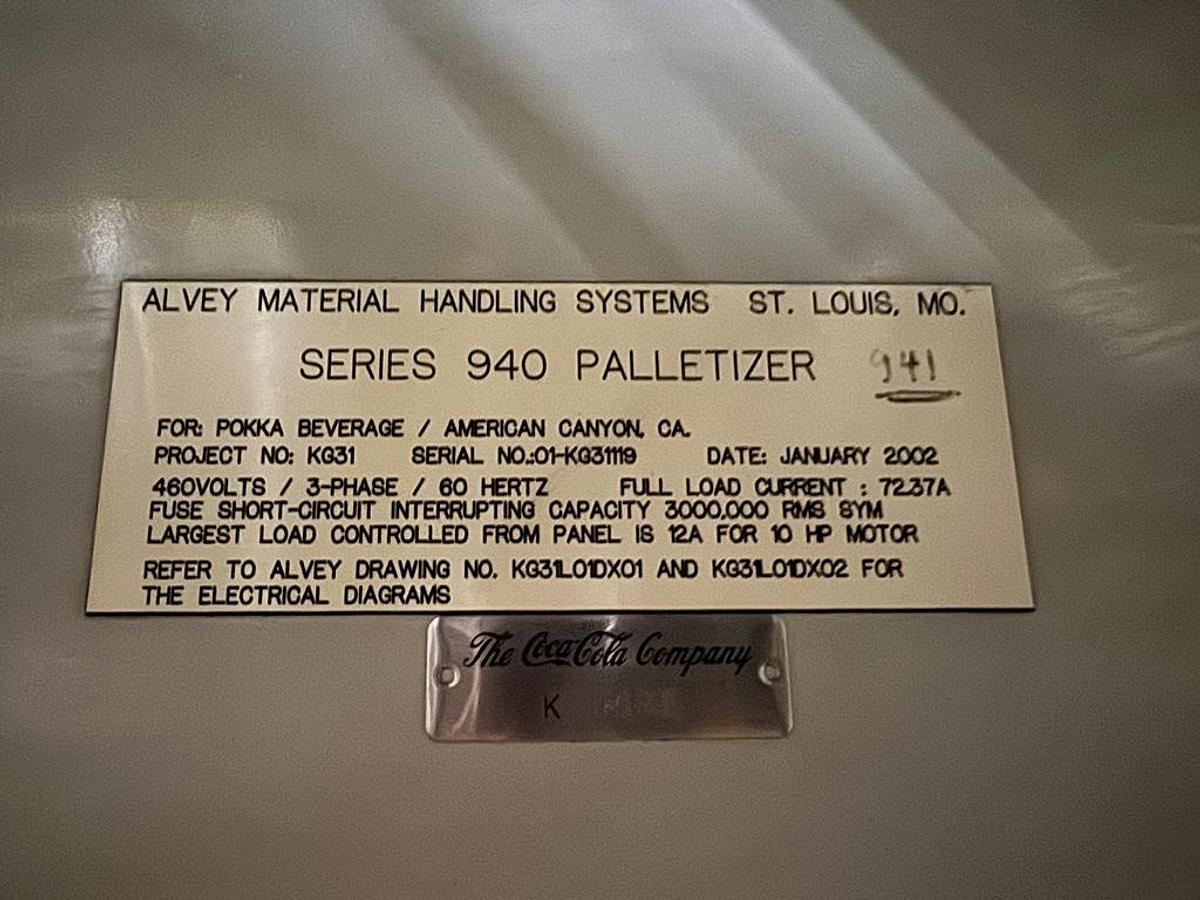 ALVEY MATERIAL HANDLING SYSTEMS ST. LOUIS, MO.
SERIES 940 PALLETIZER 941
FOR: POKKA BEVERAGE / AMERICAN CANYON, CA.
PROJECT NO: KG31 SERIAL NO.:01-KG31119 DATE: JANUARY 2002
460VOLTS / 3-PHASE / 60 HERTZ FULL LOAD CURRENT : 72.37A
FUSE SHORT-CIRCUIT INTERRUPTING CAPACITY 3000,000 RMS SYM
LARGEST LOAD CONTROLLED FROM PANEL IS 12A FOR 10 HP MOTOR
REFER TO ALVEY DRAWING NO. KG31L01DX01 AND KG31L01DX02 FOR
THE ELECTRICAL DIAGRAMS
The Coca-Cola Company
K